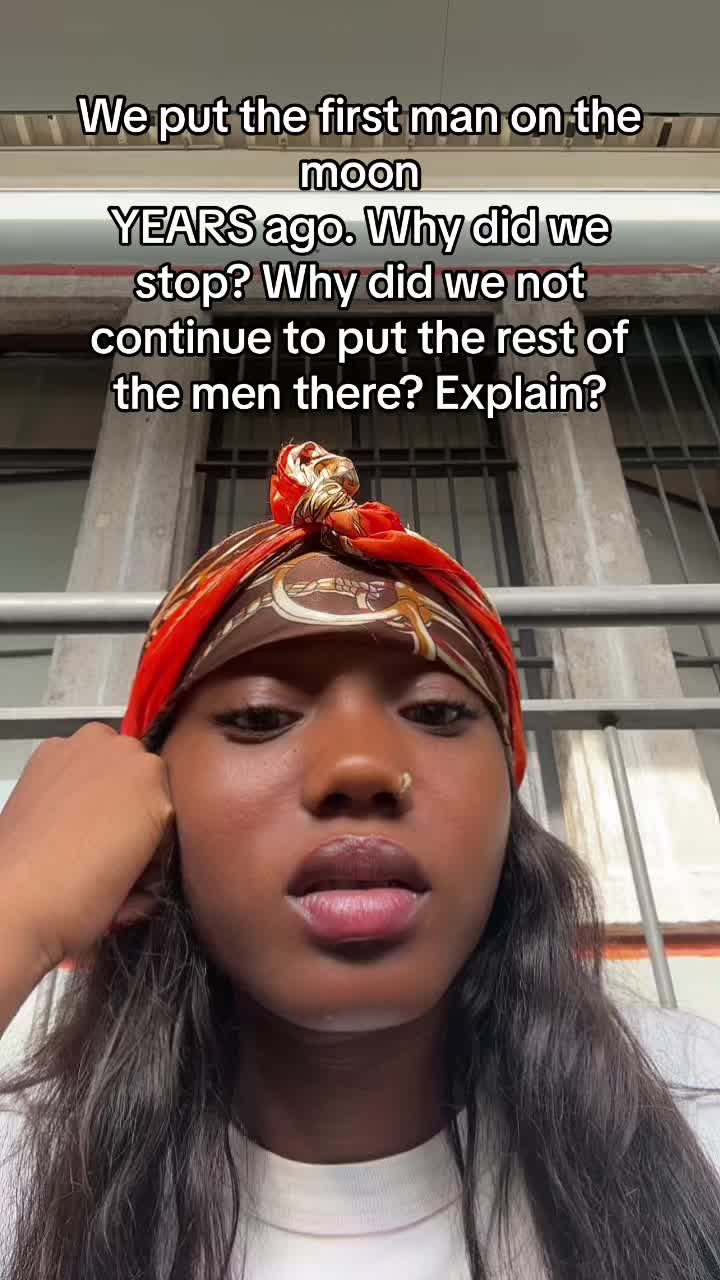 We put the first man on the
moon
YEARS ago. Why did we
stop? Why did we not
continue to put the rest of
the men there? Explain?